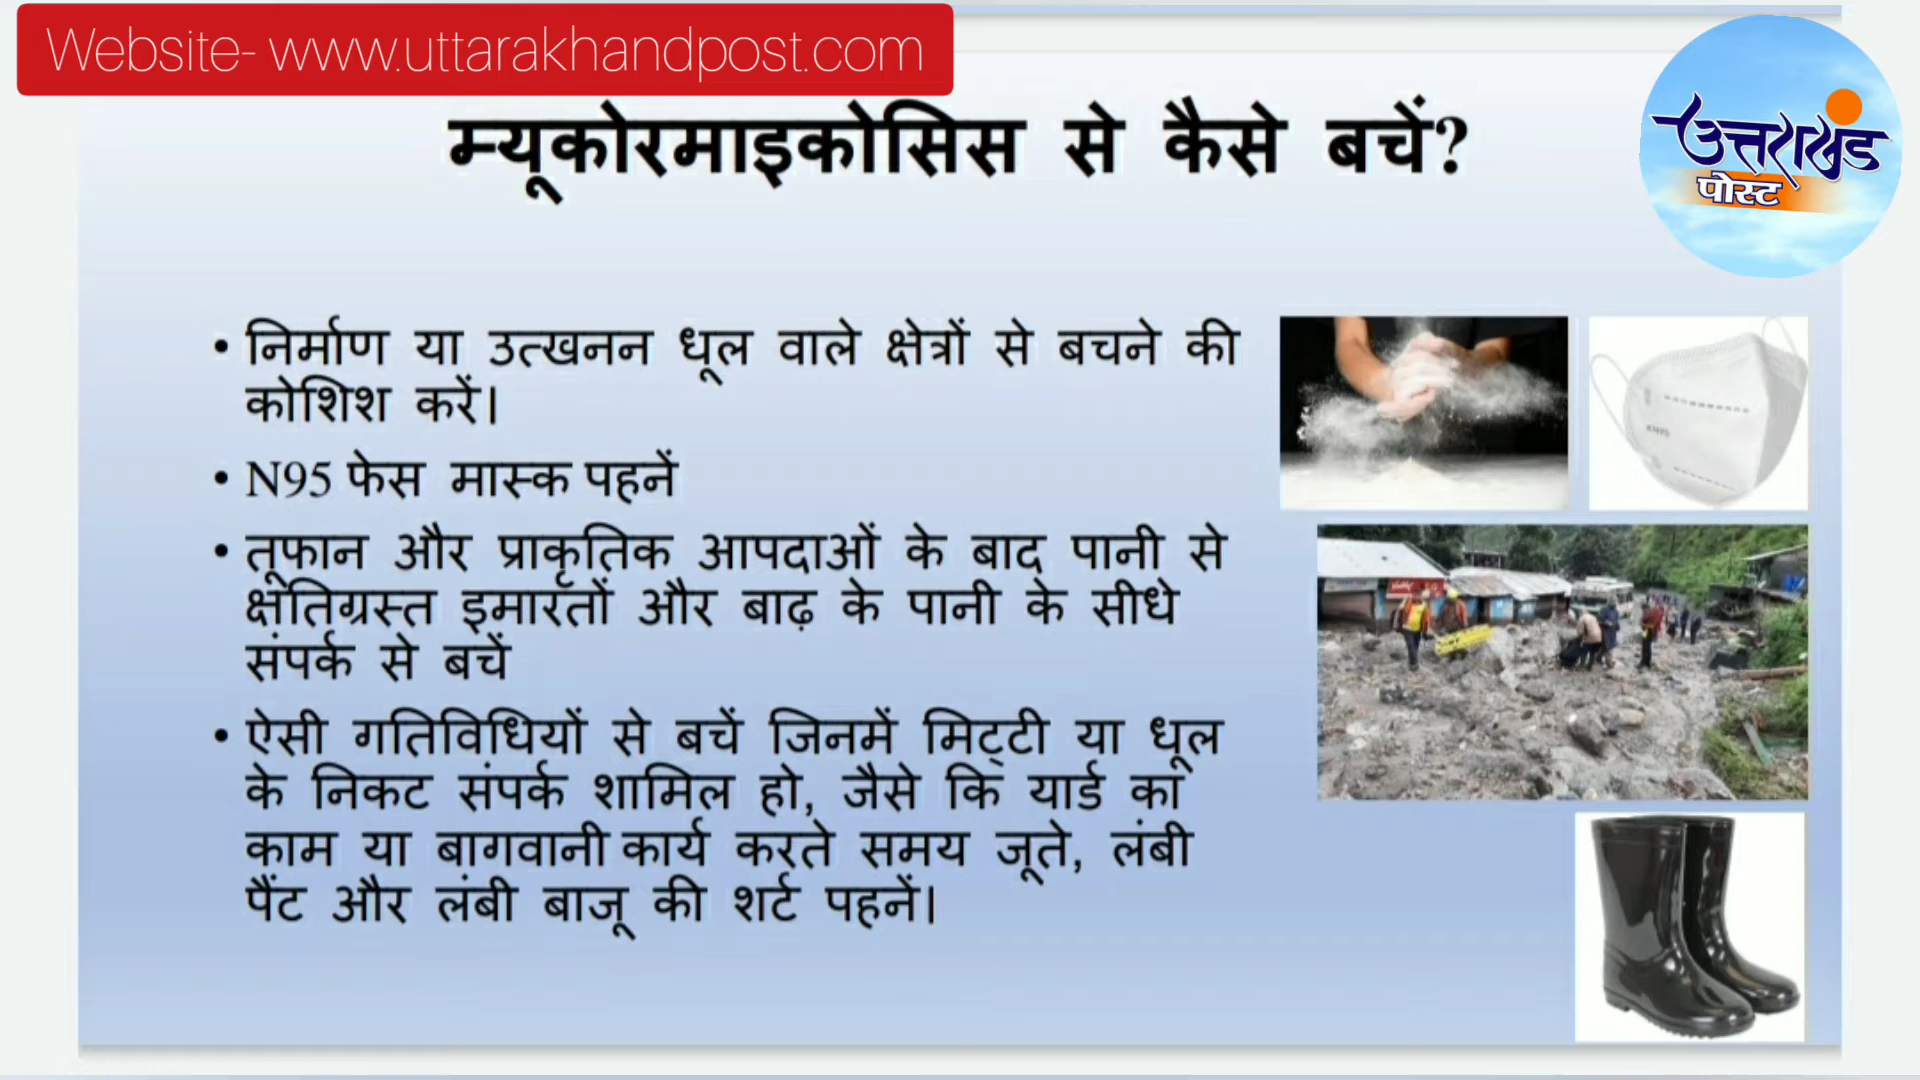 Website- www.uttarakhandpost.com
उत्तराखंड
पोस्ट
म्यूकोरमाइकोसिस से कैसे बचें?
• निर्माण या उत्खनन धूल वाले क्षेत्रों से बचने की
कोशिश करें।
• N95 फेस मास्क पहनें
• तूफान और प्राकृतिक आपदाओं के बाद पानी से
क्षतिग्रस्त इमारतों और बाढ़ के पानी के सीधे
संपर्क से बचें
• ऐसी गतिविधियों से बचें जिनमें मिट्टी या धूल
के निकट संपर्क शामिल हो, जैसे कि यार्ड का
काम या बागवानी कार्य करते समय जूते, लंबी
पैंट और लंबी बाजू की शर्ट पहनें।